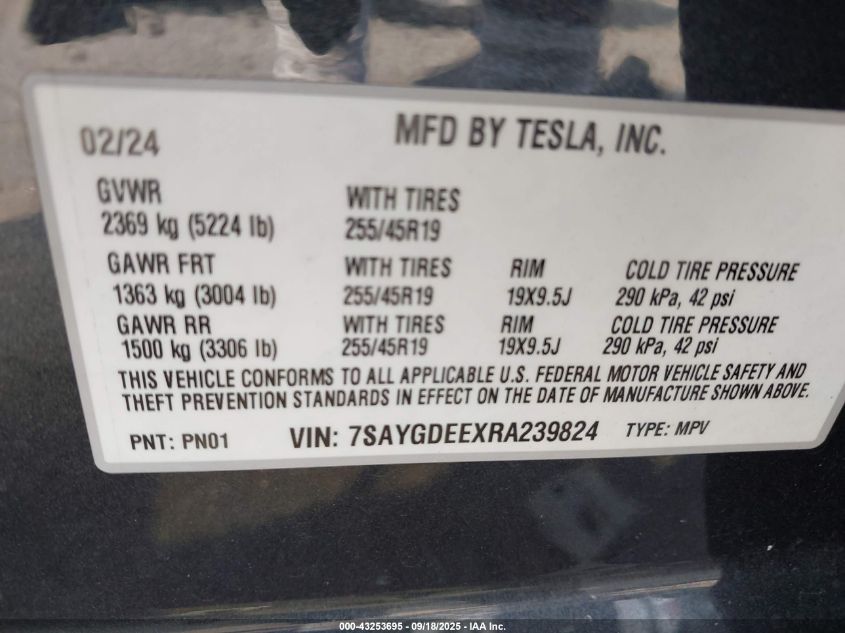 02/24 MFD BY TESLA, INC.
GVWR WITH TIRES
2369 kg (5224 lb) 255/45R19
GAWR FRT WITH TIRES RIM COLD TIRE PRESSURE
1363 kg (3004 lb) 255/45R19 19X9.5J 290 kPa, 42 psi
GAWR RR WITH TIRES RIM COLD TIRE PRESSURE
1500 kg (3306 lb) 255/45R19 19X9.5J 290 kPa, 42 psi
THIS VEHICLE CONFORMS TO ALL APPLICABLE U.S. FEDERAL MOTOR VEHICLE SAFETY AND
THEFT PREVENTION STANDARDS IN EFFECT ON THE DATE OF MANUFACTURE SHOWN ABOVE.
PNT: PN01 VIN: 7SAYGDEEXRA239824 TYPE: MPV
000-43253695 - 09/18/2025 - IAA Inc.